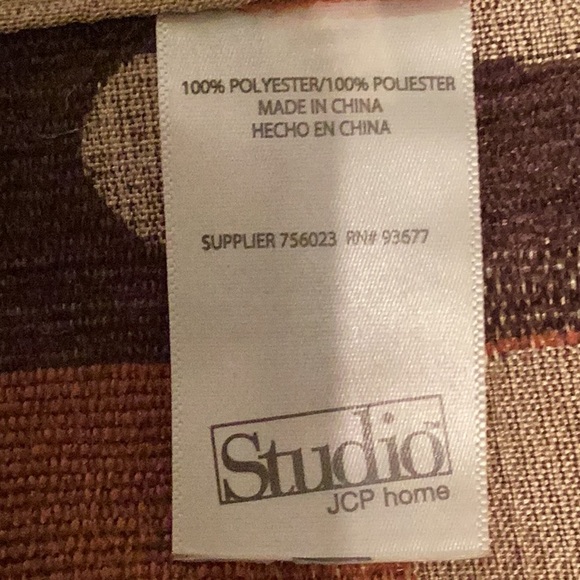 100% POLYESTER/100% POLIESTER
MADE IN CHINA
HECHO EN CHINA
SUPPLIER 756023 RN# 93677
Studio
JCP home